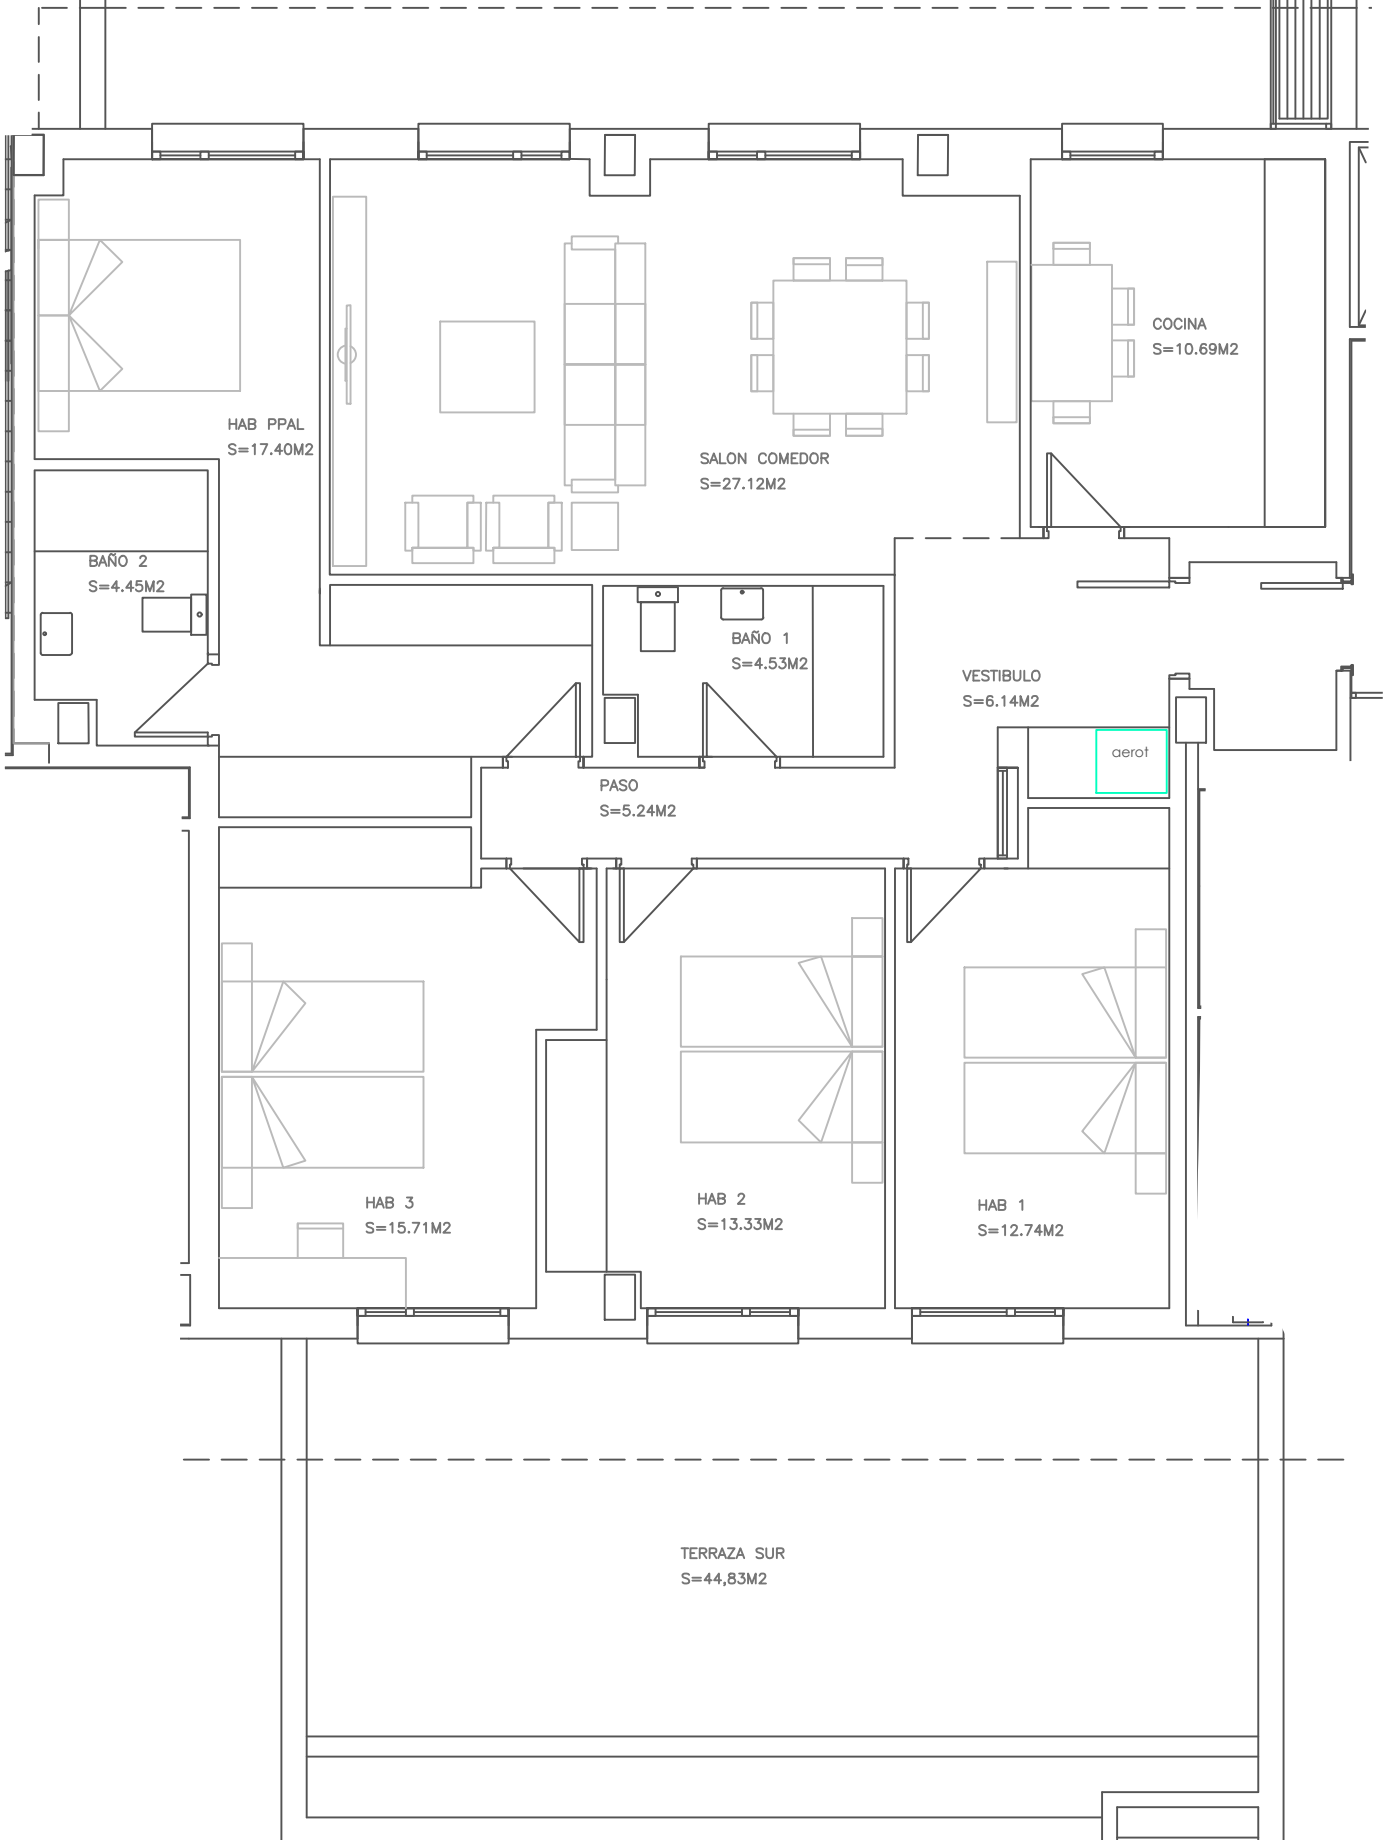 COCINA
S=10.69M2
HAB PPAL
S=17.40M2
SALON COMEDOR
S=27.12M2
BAÑO 2
S=4.45M2
BAÑO 1
S=4.53M2
VESTIBULO
S=6.14M2
aerot
PASO
S=5.24M2
HAB 3
S=15.71M2
HAB 2
S=13.33M2
HAB 1
S=12.74M2
TERRAZA SUR
S=44,83M2